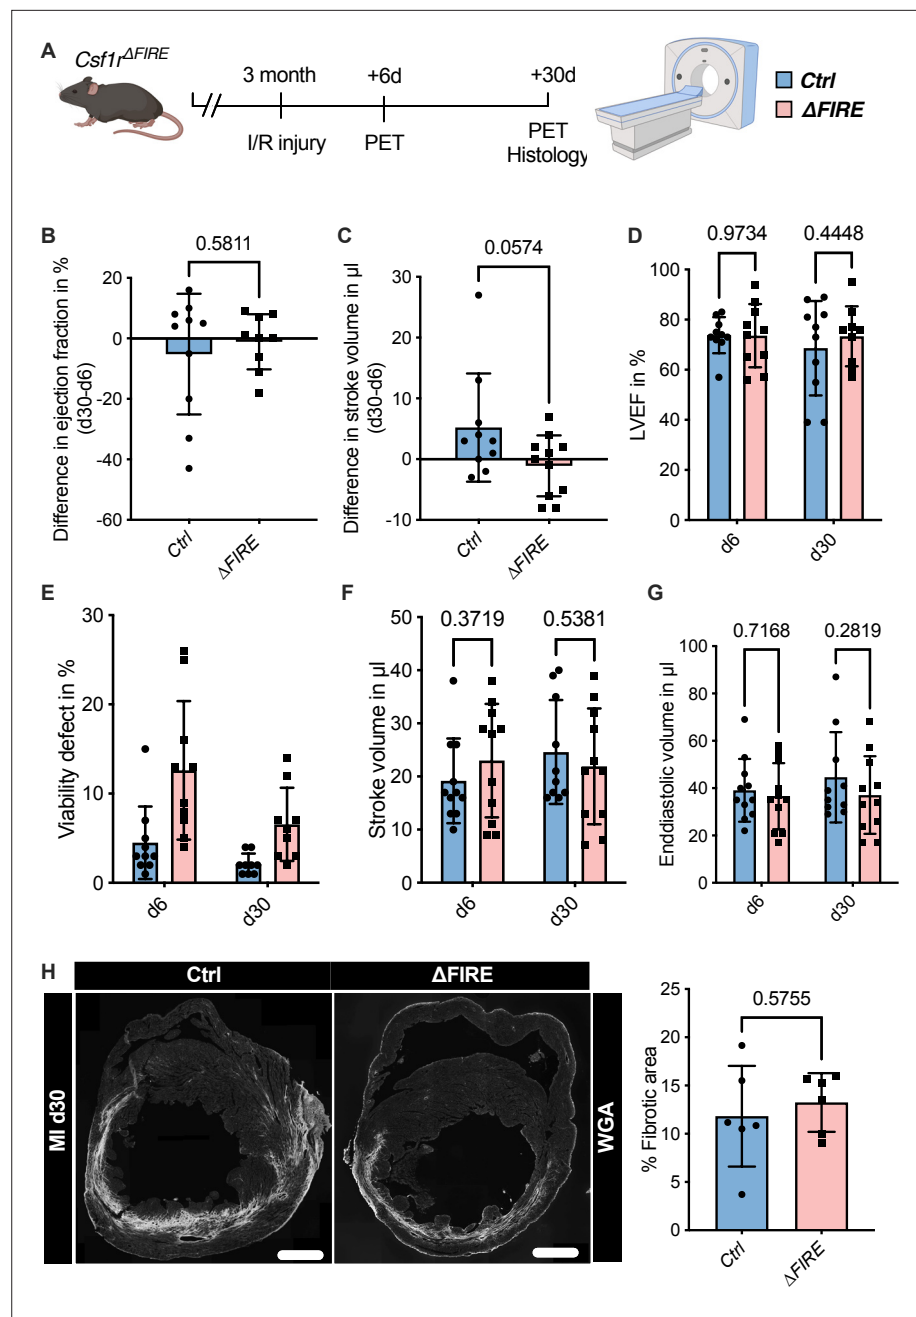 A
Csf1rΔFIRE
3 month
+6d
+30d
I/R injury
PET
PET
Histology
Ctrl
ΔFIRE
B
0.5811
Difference in ejection fraction in %
(d30-d6)
20
0
-20
-40
-60
Ctrl
ΔFIRE
C
0.0574
Difference in stroke volume in µl
(d30-d6)
30
20
10
0
-10
Ctrl
ΔFIRE
D
0.9734
0.4448
LVEF in %
100
80
60
40
20
0
d6
d30
E
Viability defect in %
30
20
10
0
d6
d30
F
0.3719
0.5381
Stroke volume in µl
50
40
30
20
10
0
d6
d30
G
0.7168
0.2819
Enddiastolic volume in µl
100
80
60
40
20
0
d6
d30
H
Ctrl
ΔFIRE
MI d30
WGA
0.5755
% Fibrotic area
25
20
15
10
5
0
Ctrl
ΔFIRE